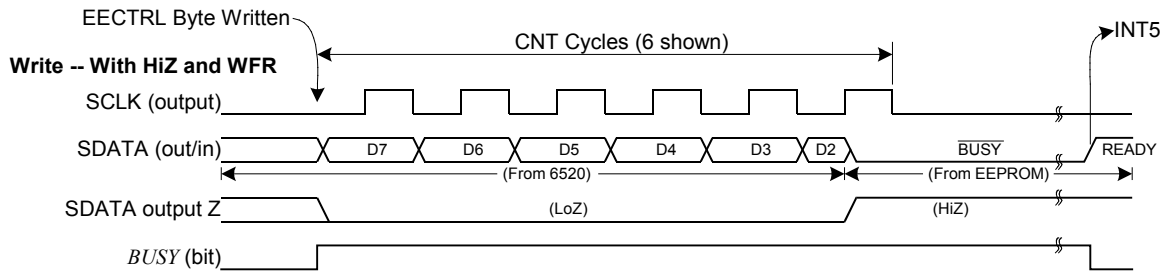 EECTRL Byte Written
INT5
CNT Cycles (6 shown)
Write -- With HiZ and WFR
SCLK (output)
SDATA (out/in)
D7
D6
D5
D4
D3
D2
BUSY
READY
(From 6520)
(From EEPROM)
SDATA output Z
(LoZ)
(HiZ)
BUSY (bit)